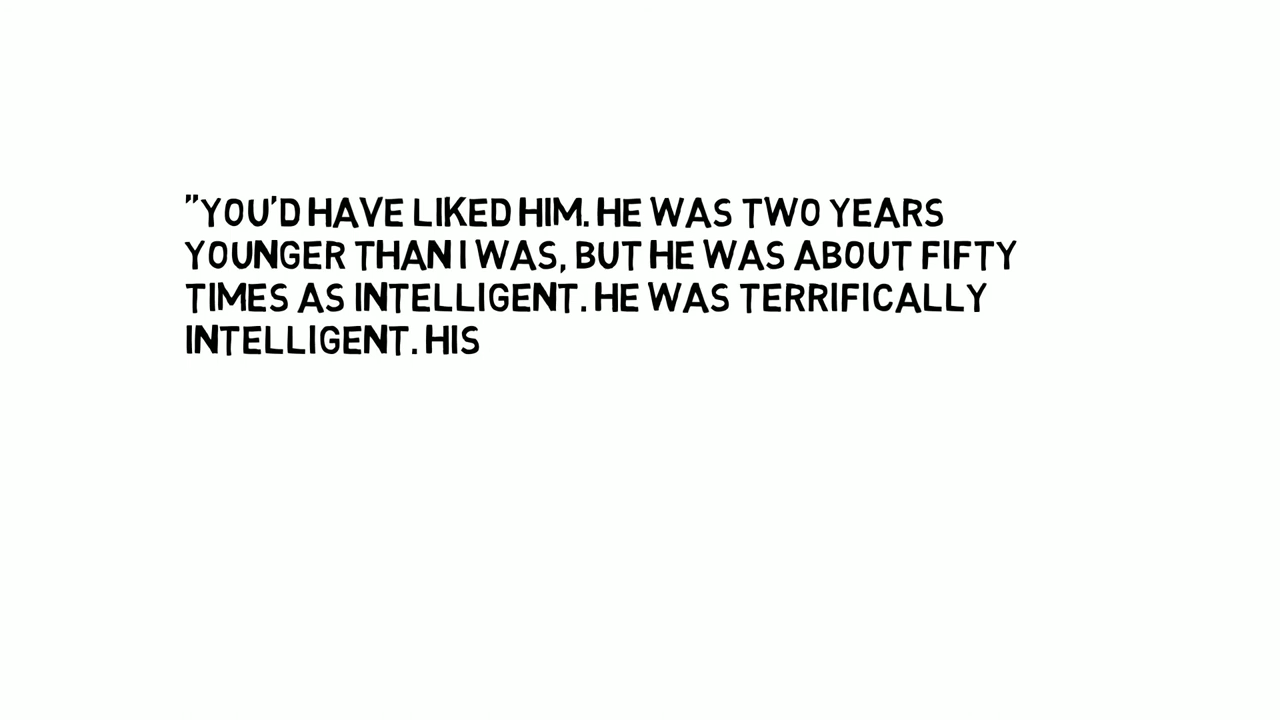 "YOU'D HAVE LIKED HIM. HE WAS TWO YEARS
YOUNGER THAN I WAS, BUT HE WAS ABOUT FIFTY
TIMES AS INTELLIGENT. HE WAS TERRIFICALLY
INTELLIGENT. HIS